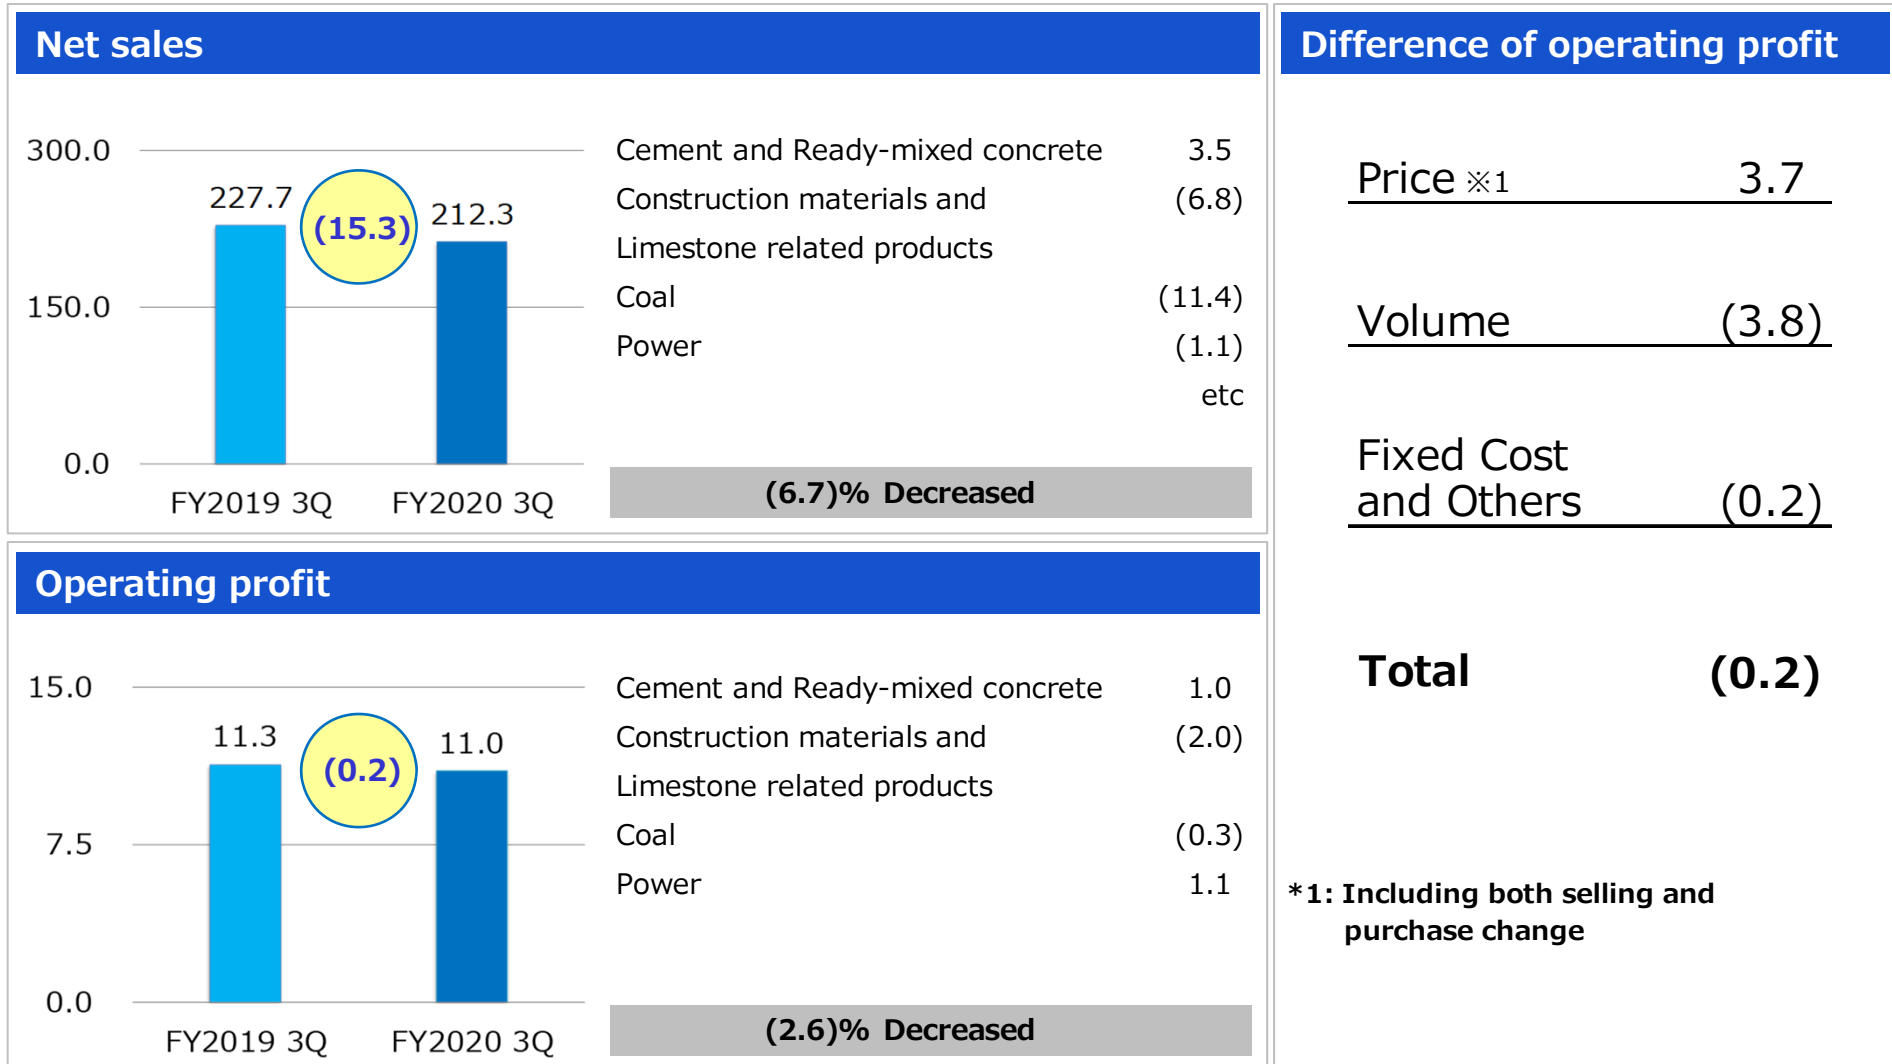 Net sales
300.0
150.0
0.0
227.7
(15.3)
212.3
FY2019 3Q
FY2020 3Q
Cement and Ready-mixed concrete 3.5
Construction materials and (6.8)
Limestone related products
Coal (11.4)
Power (1.1)
etc
(6.7)% Decreased
Operating profit
15.0
7.5
0.0
11.3
(0.2)
11.0
FY2019 3Q
FY2020 3Q
Cement and Ready-mixed concrete 1.0
Construction materials and (2.0)
Limestone related products
Coal (0.3)
Power 1.1
(2.6)% Decreased
Difference of operating profit
Price ※1 3.7
Volume (3.8)
Fixed Cost
and Others (0.2)
Total (0.2)
*1: Including both selling and
purchase change